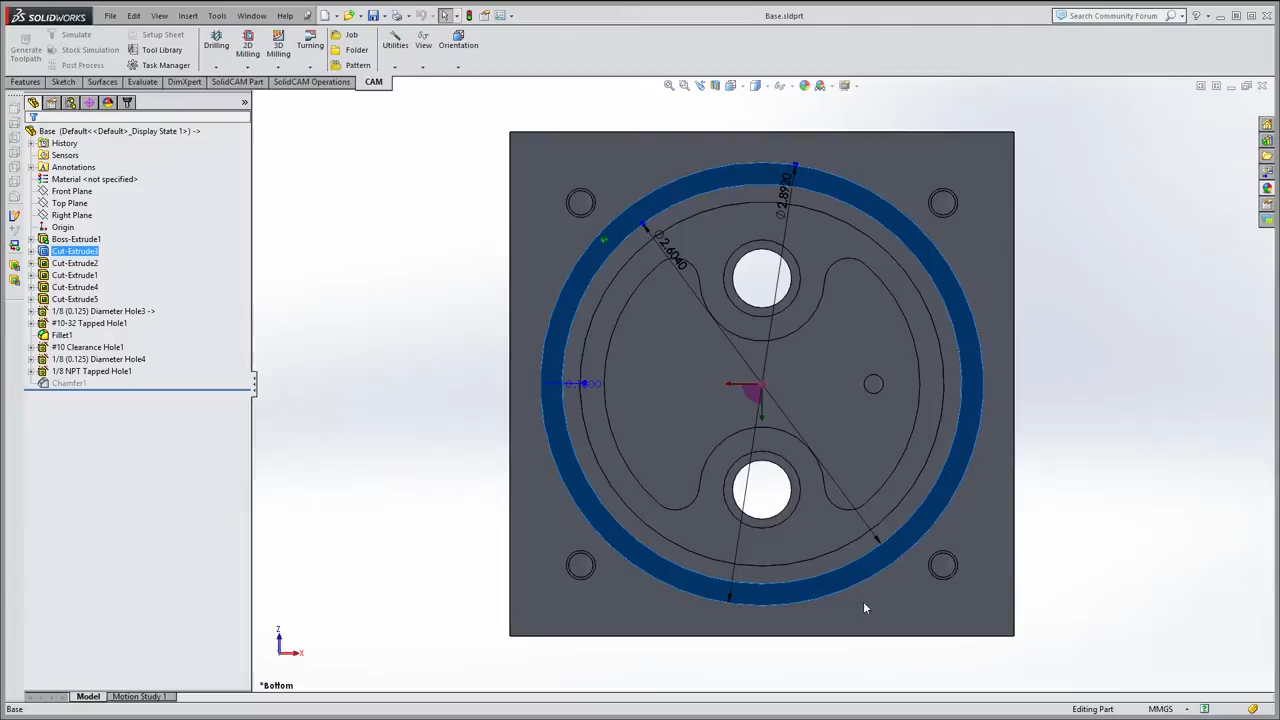 SOLIDWORKS File Edit View Insert Tools Window Help
Base.sldprt
Search Community Forum
Generate Toolpath
Simulate
Stock Simulation
Post Process
Setup Sheet
Tool Library
Task Manager
Drilling
2D Milling
3D Milling
Turning
Job
Folder
Pattern
Utilities
View
Orientation
Features Sketch Surfaces Evaluate DimXpert SolidCAM Part SolidCAM Operations CAM
Base (Default<<Default>_Display State 1>) ->
History
Sensors
Annotations
Material <not specified>
Front Plane
Top Plane
Right Plane
Origin
Boss-Extrude1
Cut-Extrude3
Cut-Extrude2
Cut-Extrude1
Cut-Extrude4
Cut-Extrude5
1/8 (0.125) Diameter Hole3 ->
#10-32 Tapped Hole1
Fillet1
#10 Clearance Hole1
1/8 (0.125) Diameter Hole4
1/8 NPT Tapped Hole1
Chamfer1
∅2.8920
∅2.6040
Z
X
*Bottom
Model Motion Study 1
Base
Editing Part MMGS